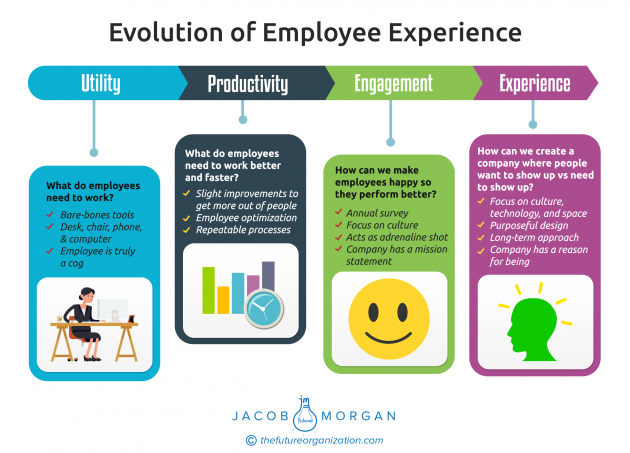 Evolution of Employee Experience
Utility
Productivity
Engagement
Experience
What do employees
need to work?
Bare-bones tools
Desk, chair, phone,
& computer
Employee is truly
a cog
What do employees
need to work better
and faster?
Slight improvements to
get more out of people
Employee optimization
Repeatable processes
How can we make
employees happy so
they perform better?
Annual survey
Focus on culture
Acts as adrenaline shot
Company has a mission
statement
How can we create a
company where people
want to show up vs need
to show up?
Focus on culture,
technology, and space
Purposeful design
Long-term approach
Company has a reason
for being
JACOB MORGAN
© thefutureorganization.com